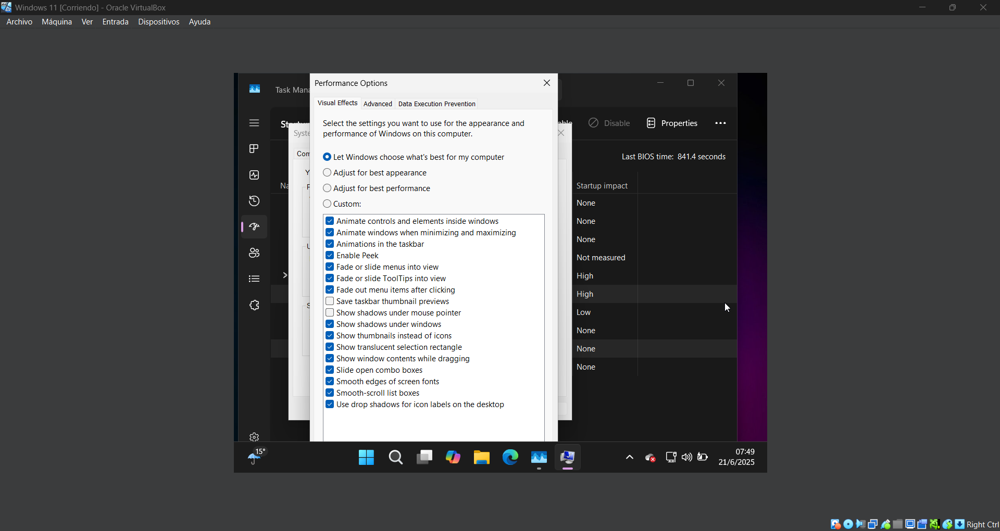 Windows 11 [Corriendo] - Oracle VirtualBox
Archivo Máquina Ver Entrada Dispositivos Ayuda
Performance Options
Task Mana
Visual Effects Advanced Data Execution Prevention
Select the settings you want to use for the appearance and
performance of Windows on this computer.
Disable Properties
Syste
Com
Let Windows choose what's best for my computer
Last BIOS time: 841.4 seconds
Adjust for best appearance
Adjust for best performance
Na
Startup impact
Custom:
None
Animate controls and elements inside windows
None
Animate windows when minimizing and maximizing
Animations in the taskbar
None
Enable Peek
Not measured
Fade or slide menus into view
Fade or slide ToolTips into view
High
Fade out menu items after clicking
High
Save taskbar thumbnail previews
Show shadows under mouse pointer
Low
Show shadows under windows
Show thumbnails instead of icons
None
Show translucent selection rectangle
None
Show window contents while dragging
Slide open combo boxes
None
Smooth edges of screen fonts
Smooth-scroll list boxes
Use drop shadows for icon labels on the desktop
15°
07:49
21/6/2025
Right Ctrl